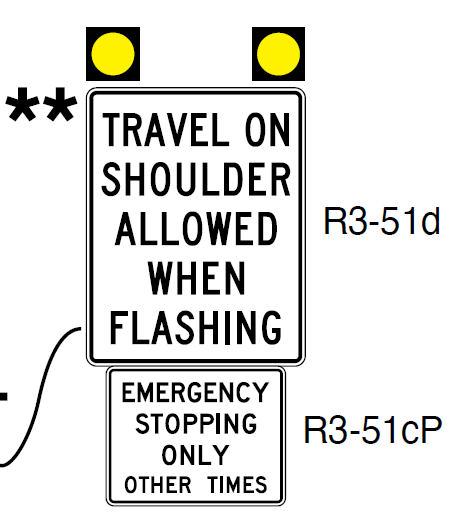 **
TRAVEL ON
SHOULDER
ALLOWED
WHEN
FLASHING
R3-51d
EMERGENCY
STOPPING
ONLY
OTHER TIMES
R3-51cP